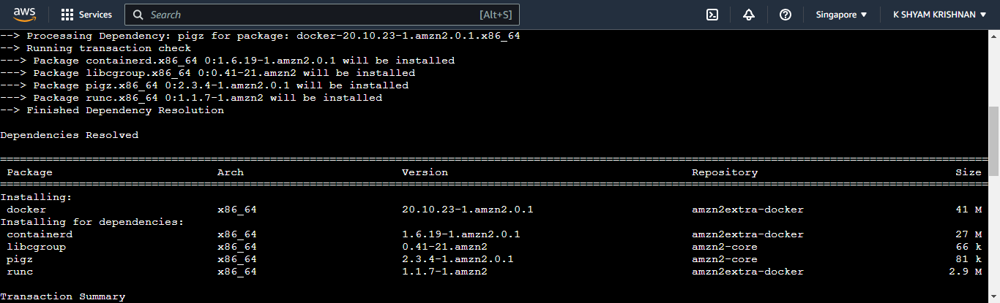 aws Services Search [Alt+S] Singapore K SHYAM KRISHNAN
--> Processing Dependency: pigz for package: docker-20.10.23-1.amzn2.0.1.x86_64
--> Running transaction check
---> Package containerd.x86_64 0:1.6.19-1.amzn2.0.1 will be installed
---> Package libcgroup.x86_64 0:0.41-21.amzn2 will be installed
---> Package pigz.x86_64 0:2.3.4-1.amzn2.0.1 will be installed
---> Package runc.x86_64 0:1.1.7-1.amzn2 will be installed
--> Finished Dependency Resolution
Dependencies Resolved
Package Arch Version Repository Size
Installing:
docker x86_64 20.10.23-1.amzn2.0.1 amzn2extra-docker 41 M
Installing for dependencies:
containerd x86_64 1.6.19-1.amzn2.0.1 amzn2extra-docker 27 M
libcgroup x86_64 0.41-21.amzn2 amzn2-core 66 k
pigz x86_64 2.3.4-1.amzn2.0.1 amzn2-core 81 k
runc x86_64 1.1.7-1.amzn2 amzn2extra-docker 2.9 M
Transaction Summary